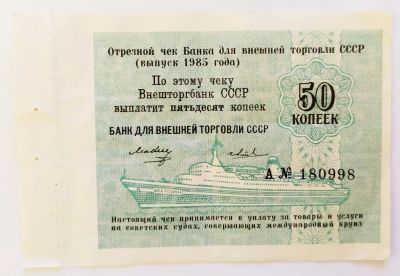 Отрезной чек Банка для внешней торговли СССР
(выпуск 1985 года)
По этому чеку
Внешторгбанк СССР
выплатит пятьдесят копеек
50
КОПЕЕК
БАНК ДЛЯ ВНЕШНЕЙ ТОРГОВЛИ СССР
А № 180998
Настоящий чек принимается в уплату за товары и услуги
на советских судах, совершающих международный круиз